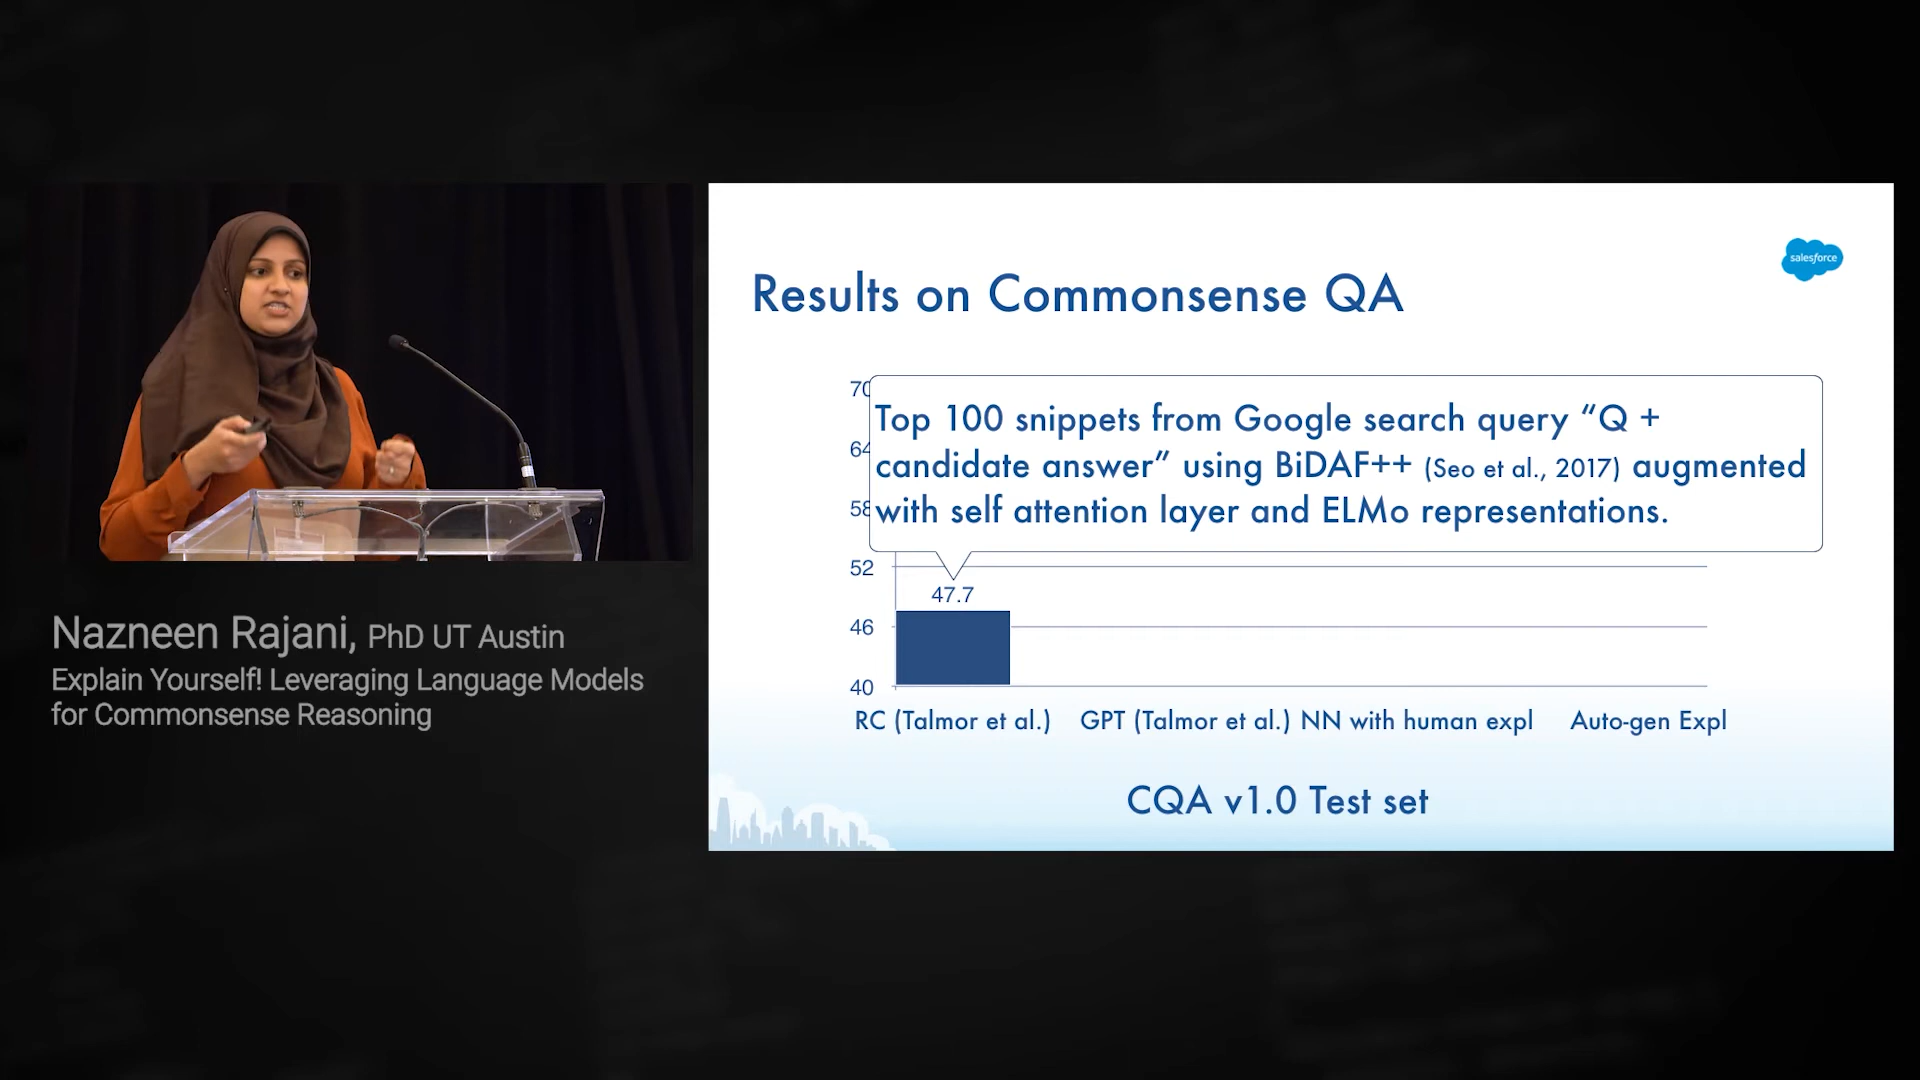 salesforce
Results on Commonsense QA
70
Top 100 snippets from Google search query “Q +
64
candidate answer” using BiDAF++ (Seo et al., 2017) augmented
58
with self attention layer and ELMo representations.
52
47.7
46
40
RC (Talmor et al.) GPT (Talmor et al.) NN with human expl Auto-gen Expl
CQA v1.0 Test set
Nazneen Rajani, PhD UT Austin
Explain Yourself! Leveraging Language Models
for Commonsense Reasoning